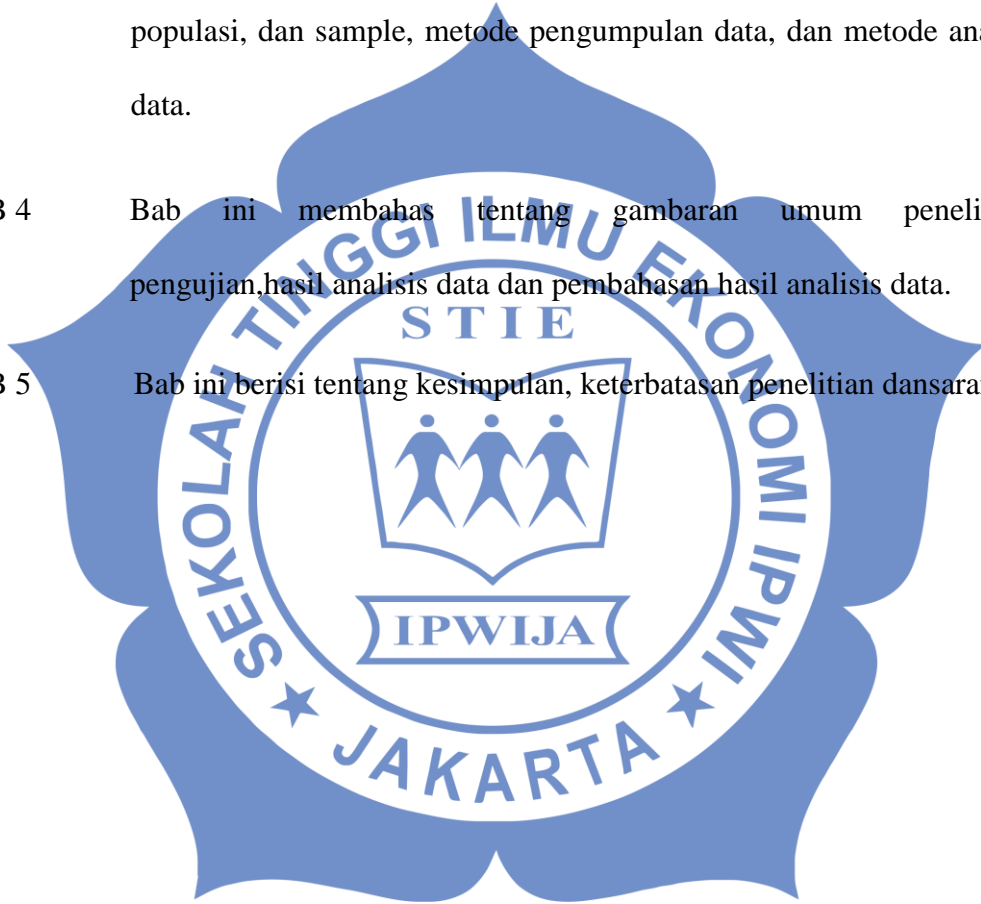 populasi, dan sample, metode pengumpulan data, dan metode ana
data.
B 4 Bab ini membahas tentang gambaran umum peneli
pengujian,hasil analisis data dan pembahasan hasil analisis data.
B 5 Bab ini berisi tentang kesimpulan, keterbatasan penelitian dansara
SEKOLAH TINGGI ILMU EKONOMI IPWI
STIE
IPWIJA
JAKARTA